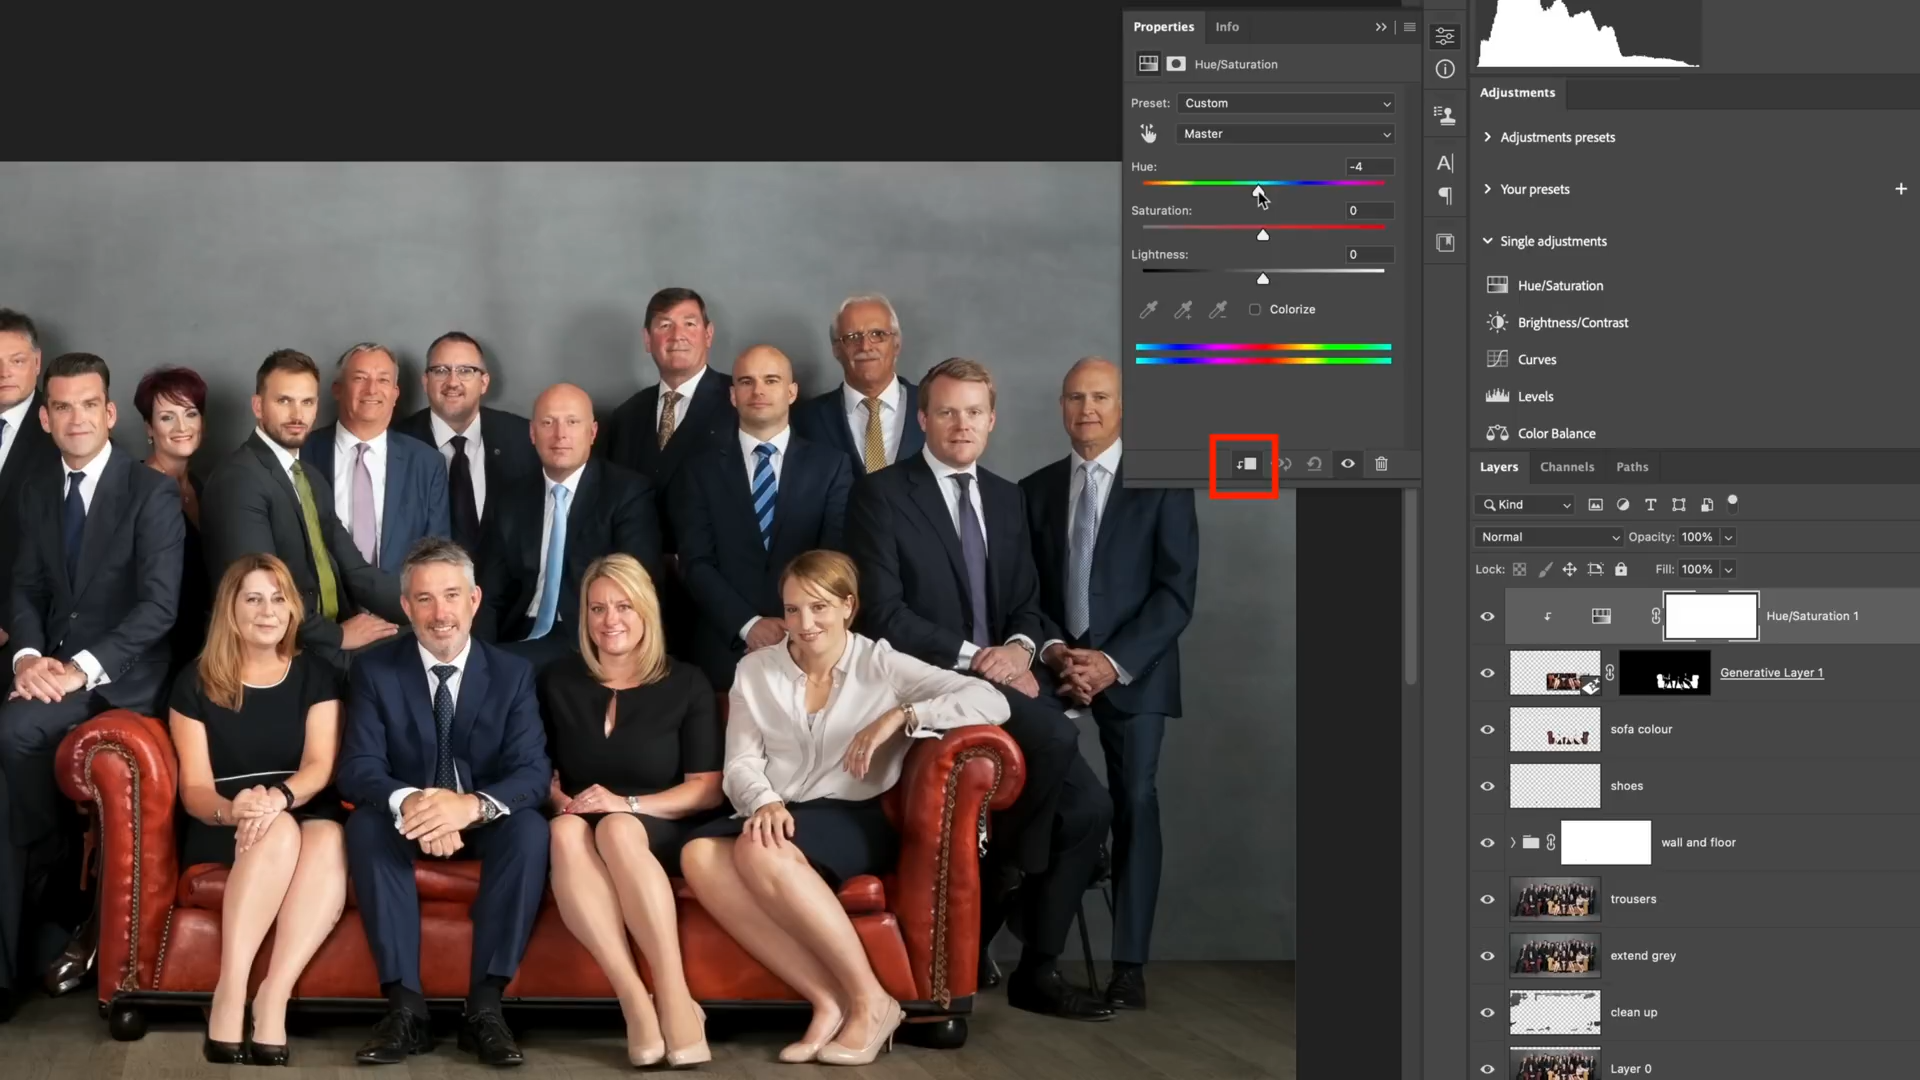 Properties Info
Hue/Saturation
Preset: Custom
Master
Hue: -4
Saturation: 0
Lightness: 0
Colorize
Adjustments
Adjustments presets
Your presets
Single adjustments
Hue/Saturation
Brightness/Contrast
Curves
Levels
Color Balance
Layers Channels Paths
Kind
Normal Opacity: 100%
Lock: Fill: 100%
Hue/Saturation 1
Generative Layer 1
sofa colour
shoes
wall and floor
trousers
extend grey
clean up
Layer 0